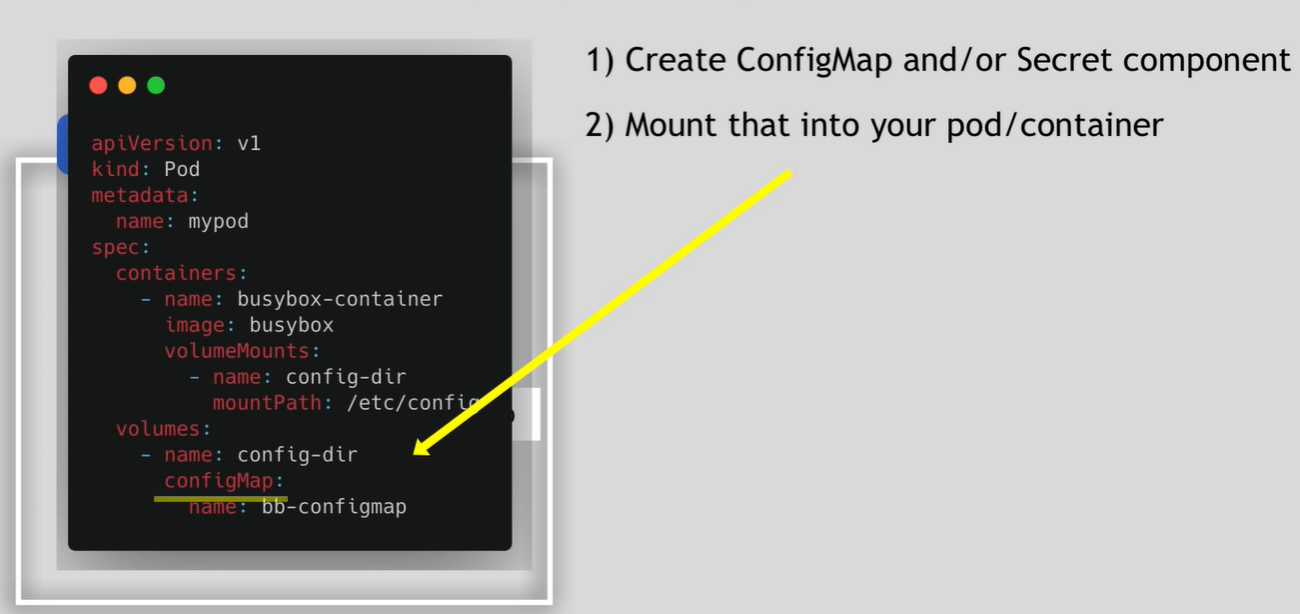 1) Create ConfigMap and/or Secret component
2) Mount that into your pod/container
apiVersion: v1
kind: Pod
metadata:
  name: mypod
spec:
  containers:
    - name: busybox-container
      image: busybox
      volumeMounts:
        - name: config-dir
          mountPath: /etc/config
  volumes:
    - name: config-dir
      configMap:
        name: bb-configmap